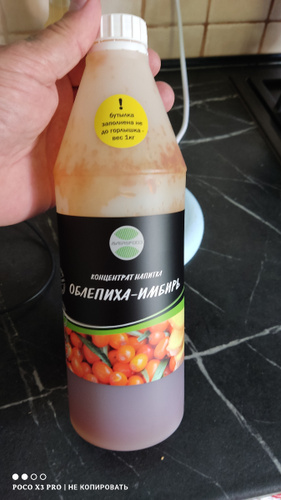 !
бутылка
заполнена не
до горлышка -
вес 1кг
КОНЦЕНТРАТ НАПИТКА
ОБЛЕПИХА-ИМБИРЬ
POCO X3 PRO | НЕ КОПИРОВАТЬ